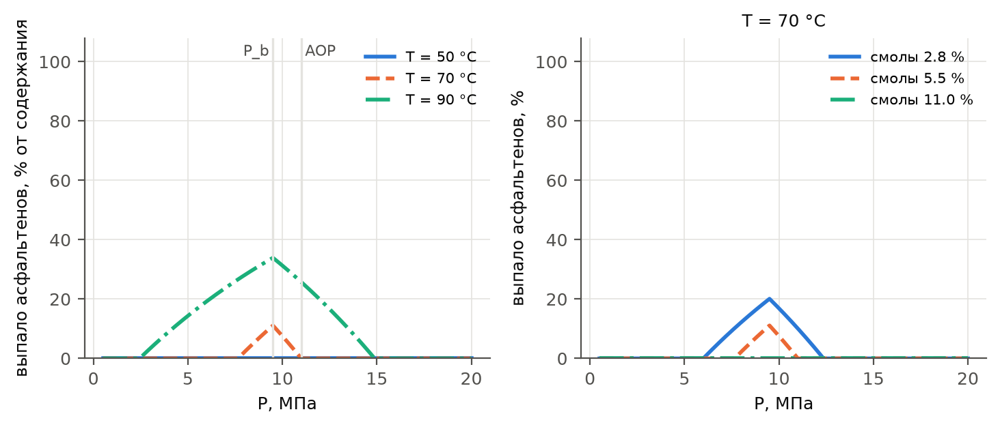 выпало асфальтенов, % от содержания
100
80
60
40
20
0
P_b
AOP
T = 50 °C
T = 70 °C
T = 90 °C
0 5 10 15 20
P, МПа
T = 70 °C
выпало асфальтенов, %
100
80
60
40
20
0
смолы 2.8 %
смолы 5.5 %
смолы 11.0 %
0 5 10 15 20
P, МПа